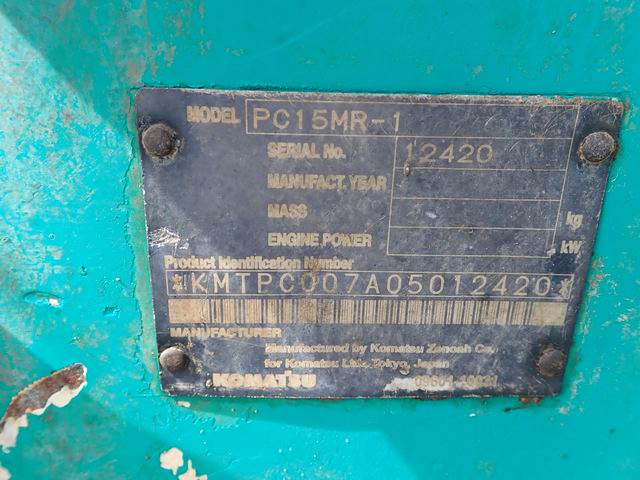 MODEL PC15MR-1
SERIAL No. 12420
MANUFACT. YEAR
MASS kg
ENGINE POWER kW
Product Identification Number
*KMTPC007A05012420*
MANUFACTURER
Manufactured by Komatsu Zenoah Co.
for Komatsu Ltd. Tokyo, Japan
KOMATSU